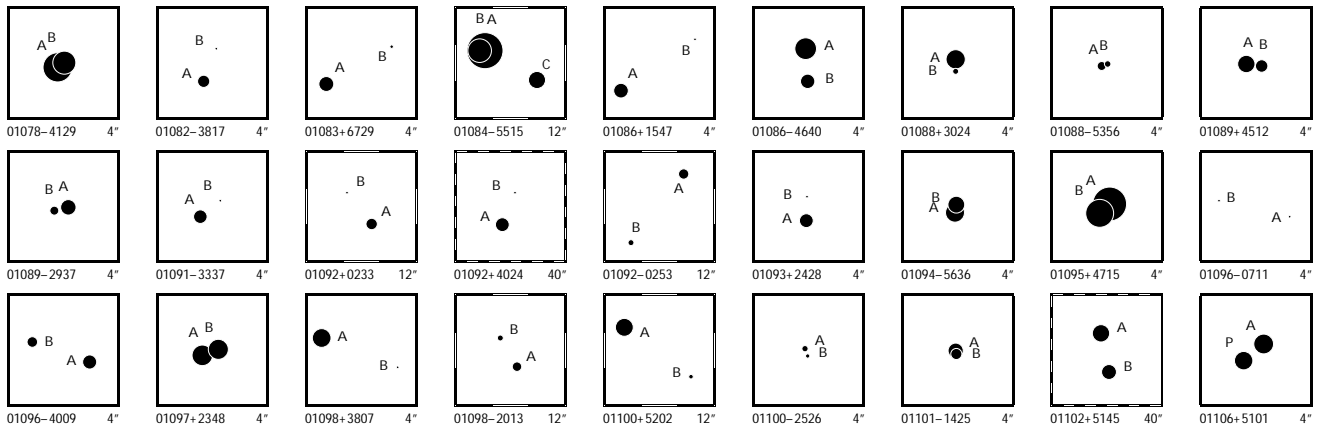 A B
B
A
A
B
B A
C
B
A
A
B
A
B
A B
A B
01078–4129 4″ 01082–3817 4″ 01083+6729 4″ 01084–5515 12″ 01086+1547 4″ 01086–4640 4″ 01088+3024 4″ 01088–5356 4″ 01089+4512 4″
B A
B
A
B
A
B
A
A
B
B
A
B
A
A
B
B
A
01089–2937 4″ 01091–3337 4″ 01092+0233 12″ 01092+4024 40″ 01092–0253 12″ 01093+2428 4″ 01094–5636 4″ 01095+4715 4″ 01096–0711 4″
B
A
A B
A
B
B
A
A
B
A
B
A
B
A
B
A
P
01096–4009 4″ 01097+2348 4″ 01098+3807 4″ 01098–2013 12″ 01100+5202 12″ 01100–2526 4″ 01101–1425 4″ 01102+5145 40″ 01106+5101 4″